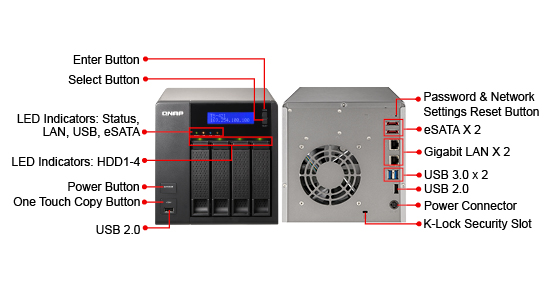 Enter Button
Select Button
QNAP
LED Indicators: Status,
LAN, USB, eSATA
LED Indicators: HDD1-4
Power Button
One Touch Copy Button
USB 2.0
Password & Network
Settings Reset Button
eSATA X 2
Gigabit LAN X 2
USB 3.0 x 2
USB 2.0
Power Connector
K-Lock Security Slot